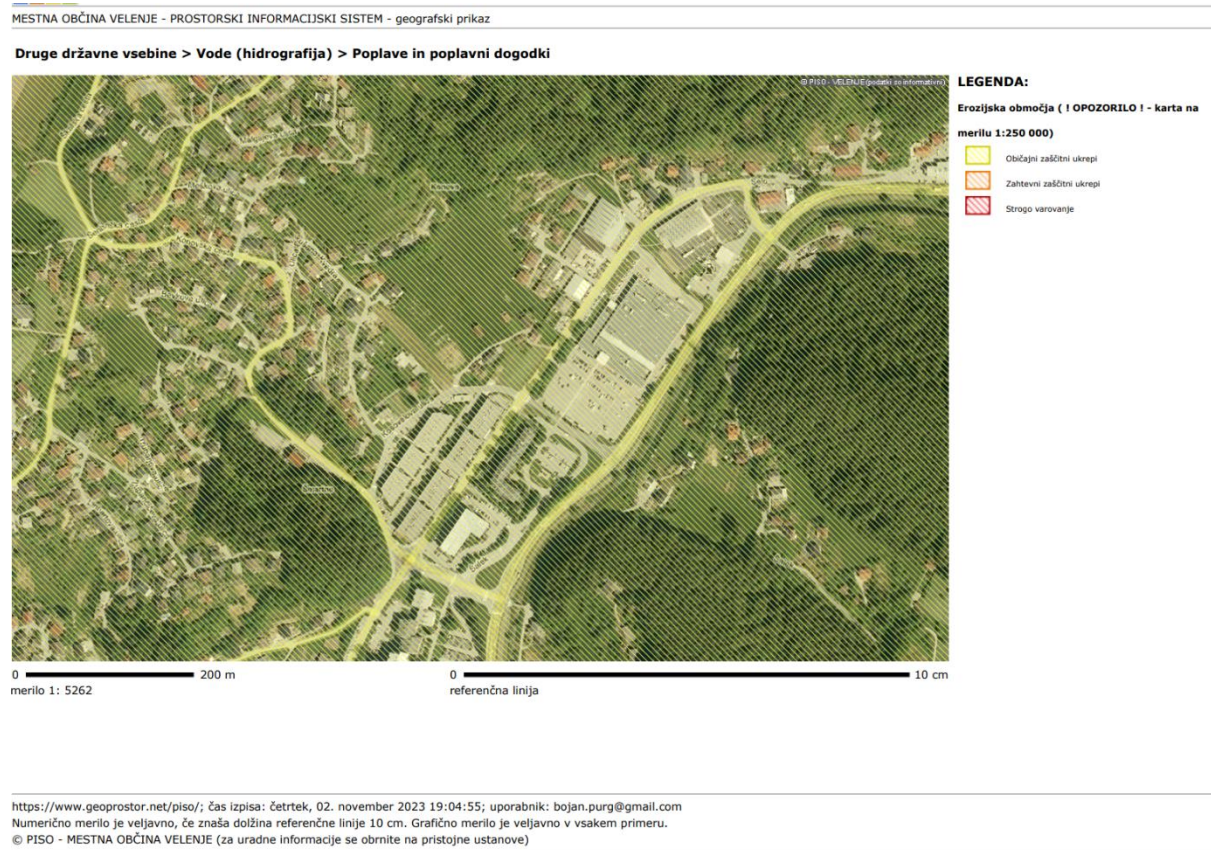 MESTNA OBČINA VELENJE - PROSTORSKI INFORMACIJSKI SISTEM - geografski prikaz
Druge državne vsebine > Vode (hidrografija) > Poplave in poplavni dogodki
© PISO - VELENJE(podatki so informativni)
LEGENDA:
Erozijska območja ( ! OPOZORILO ! - karta na
merilu 1:250 000)
Običajni zaščitni ukrepi
Zahtevni zaščitni ukrepi
Strogo varovanje
Šmartno
Šalek
0
200 m
merilo 1: 5262
0
10 cm
referenčna linija
https://www.geoprostor.net/piso/; čas izpisa: četrtek, 02. november 2023 19:04:55; uporabnik: bojan.purg@gmail.com
Numerično merilo je veljavno, če znaša dolžina referenčne linije 10 cm. Grafično merilo je veljavno v vsakem primeru.
© PISO - MESTNA OBČINA VELENJE (za uradne informacije se obrnite na pristojne ustanove)